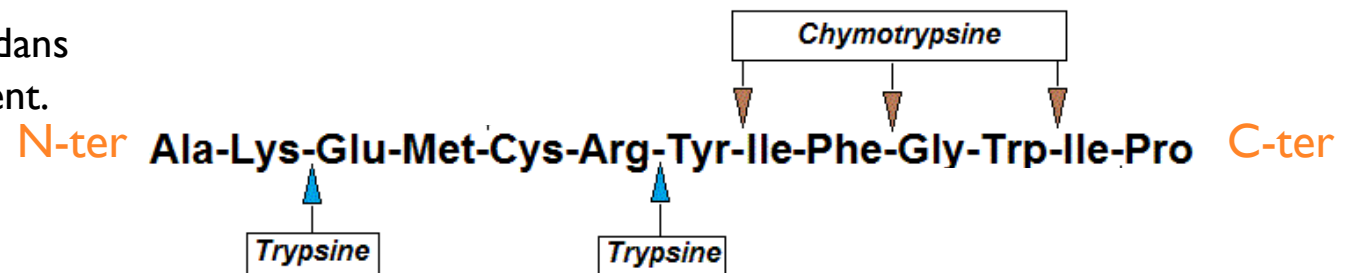 dans
ent.
Chymotrypsine
N-ter Ala-Lys-Glu-Met-Cys-Arg-Tyr-Ile-Phe-Gly-Trp-Ile-Pro C-ter
Trypsine Trypsine